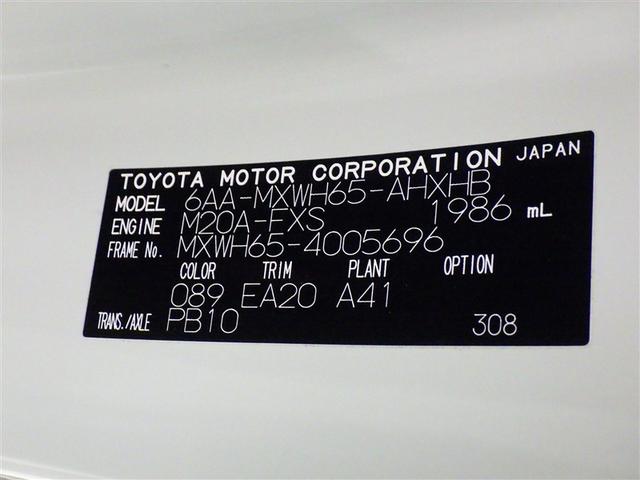 TOYOTA MOTOR CORPORATION JAPAN
MODEL 6AA-MXWH65-AHXHB
ENGINE M20A-FXS 1986 mL
FRAME No. MXWH65-4005696
COLOR TRIM PLANT OPTION
089 EA20 A41
TRANS./AXLE PB10 308